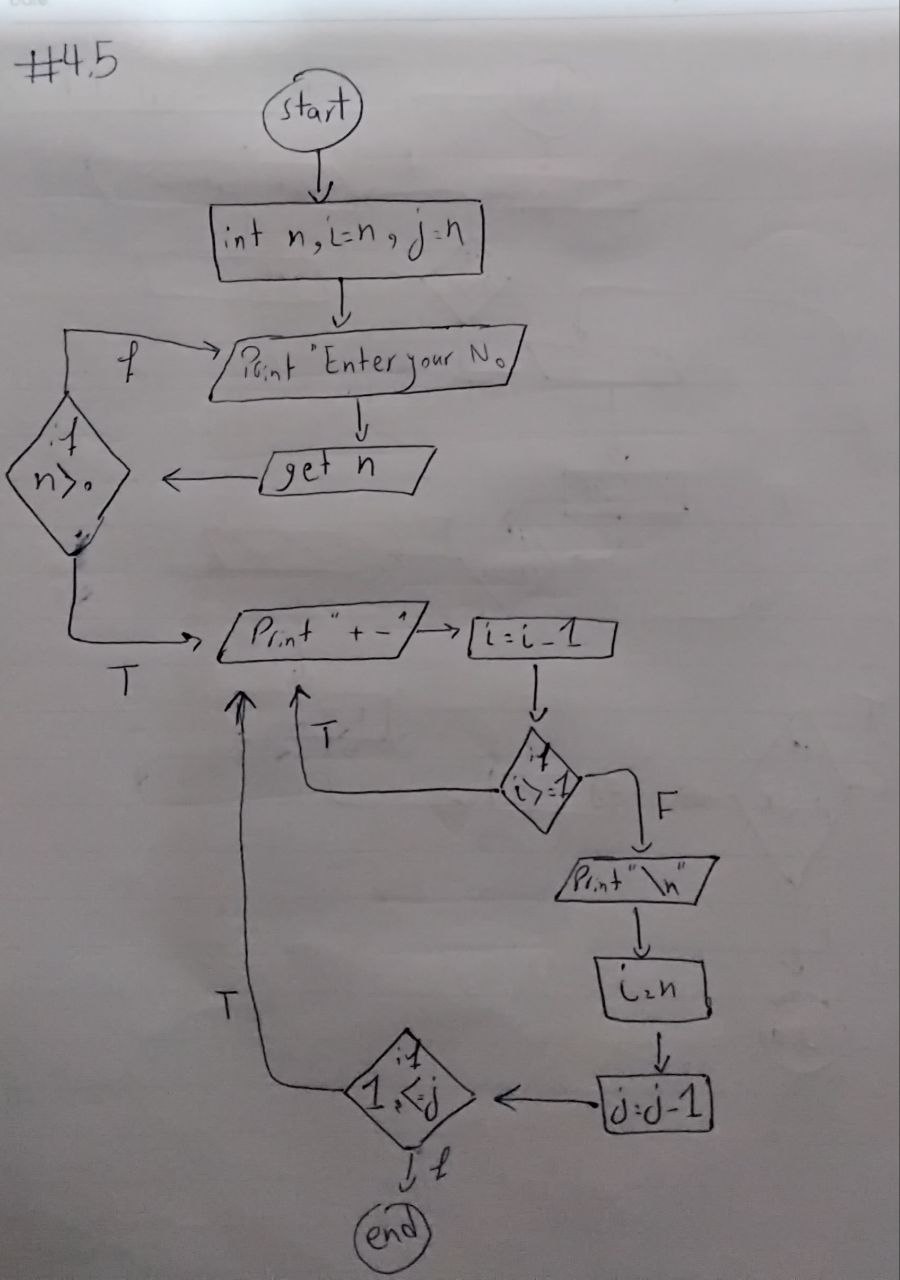 #4.5
start
int n, i=n, j=n
Print "Enter your No
f
get n
if
n>0
T
Print "+-"
i=i-1
T
if
i>=1
F
Print "\n"
i=n
T
if
1<=j
j=j-1
f
end